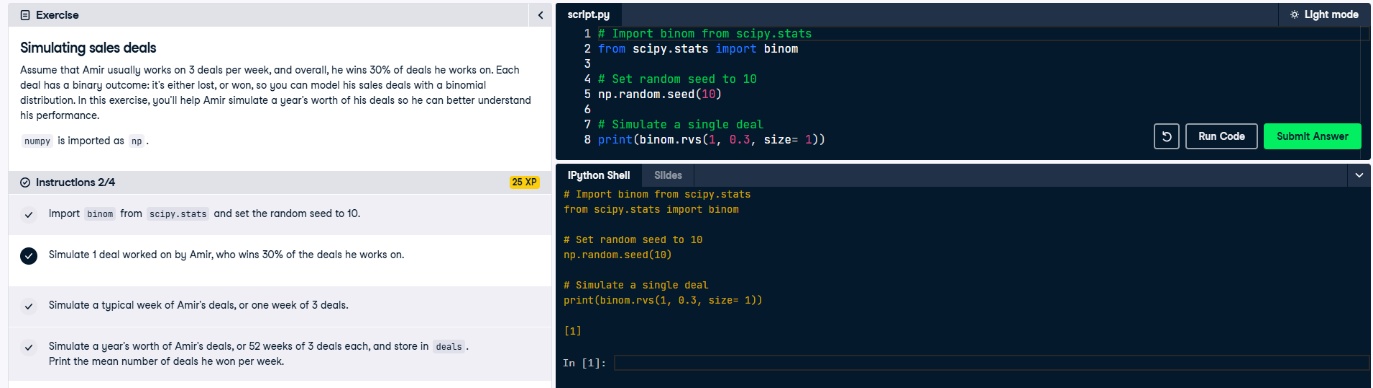 Exercise
Simulating sales deals
Assume that Amir usually works on 3 deals per week, and overall, he wins 30% of deals he works on. Each
deal has a binary outcome: it's either lost, or won, so you can model his sales deals with a binomial
distribution. In this exercise, you'll help Amir simulate a year's worth of his deals so he can better understand
his performance.
numpy is imported as np .
Instructions 2/4
25 XP
Import binom from scipy.stats and set the random seed to 10.
Simulate 1 deal worked on by Amir, who wins 30% of the deals he works on.
Simulate a typical week of Amir's deals, or one week of 3 deals.
Simulate a year's worth of Amir's deals, or 52 weeks of 3 deals each, and store in deals .
Print the mean number of deals he won per week.
script.py
Light mode
1 # Import binom from scipy.stats
2 from scipy.stats import binom
3
4 # Set random seed to 10
5 np.random.seed(10)
6
7 # Simulate a single deal
8 print(binom.rvs(1, 0.3, size= 1))
Run Code
Submit Answer
IPython Shell
Slides
# Import binom from scipy.stats
from scipy.stats import binom
# Set random seed to 10
np.random.seed(10)
# Simulate a single deal
print(binom.rvs(1, 0.3, size= 1))
[1]
In [1]: